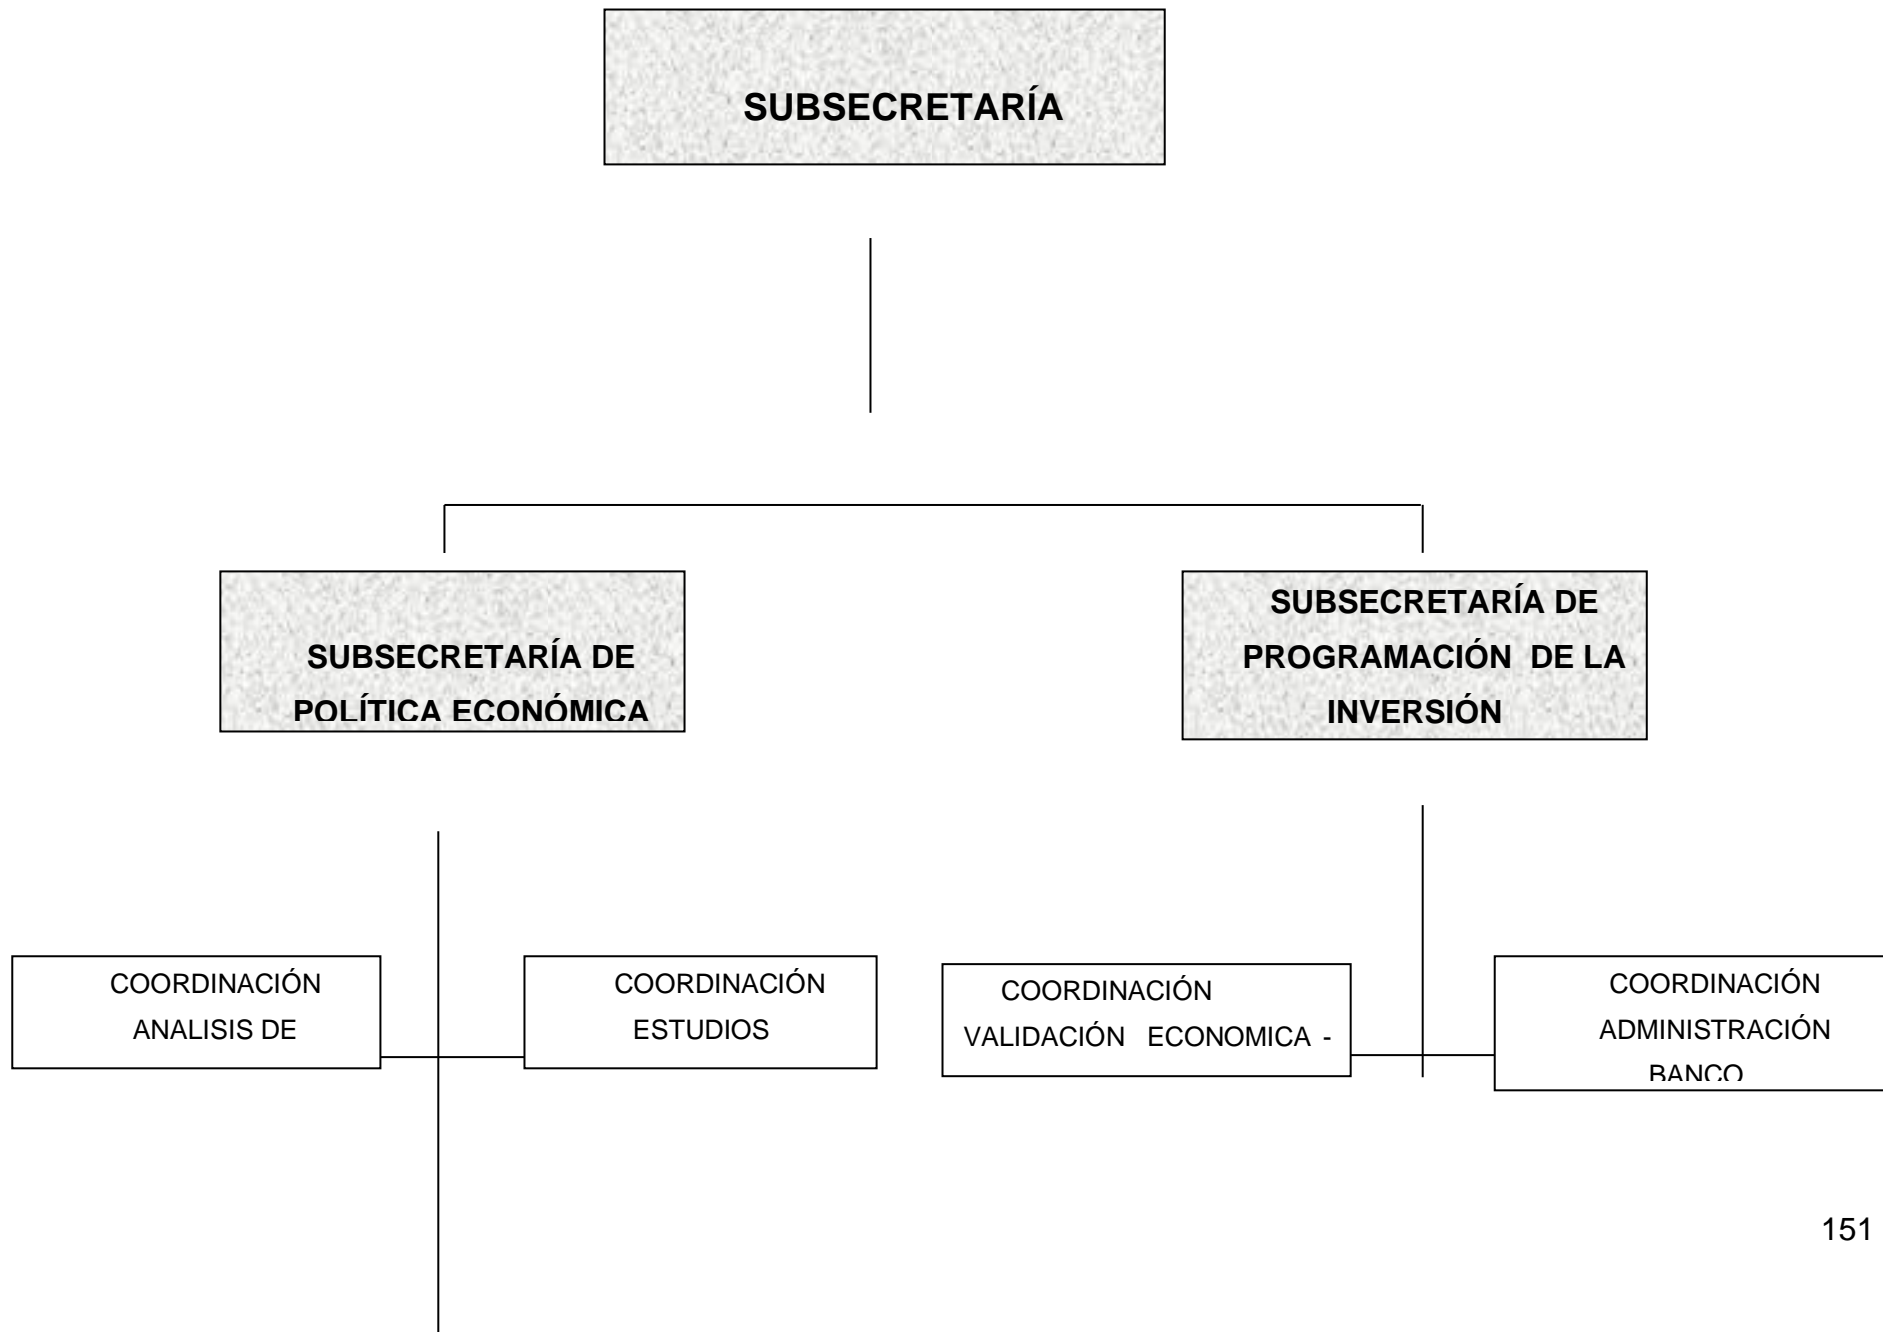 SUBSECRETARÍA
SUBSECRETARÍA DE
POLÍTICA ECONÓMICA
SUBSECRETARÍA DE
PROGRAMACIÓN DE LA
INVERSIÓN
COORDINACIÓN
ANALISIS DE
COORDINACIÓN
ESTUDIOS
COORDINACIÓN
VALIDACIÓN ECONOMICA -
COORDINACIÓN
ADMINISTRACIÓN
BANCO
151